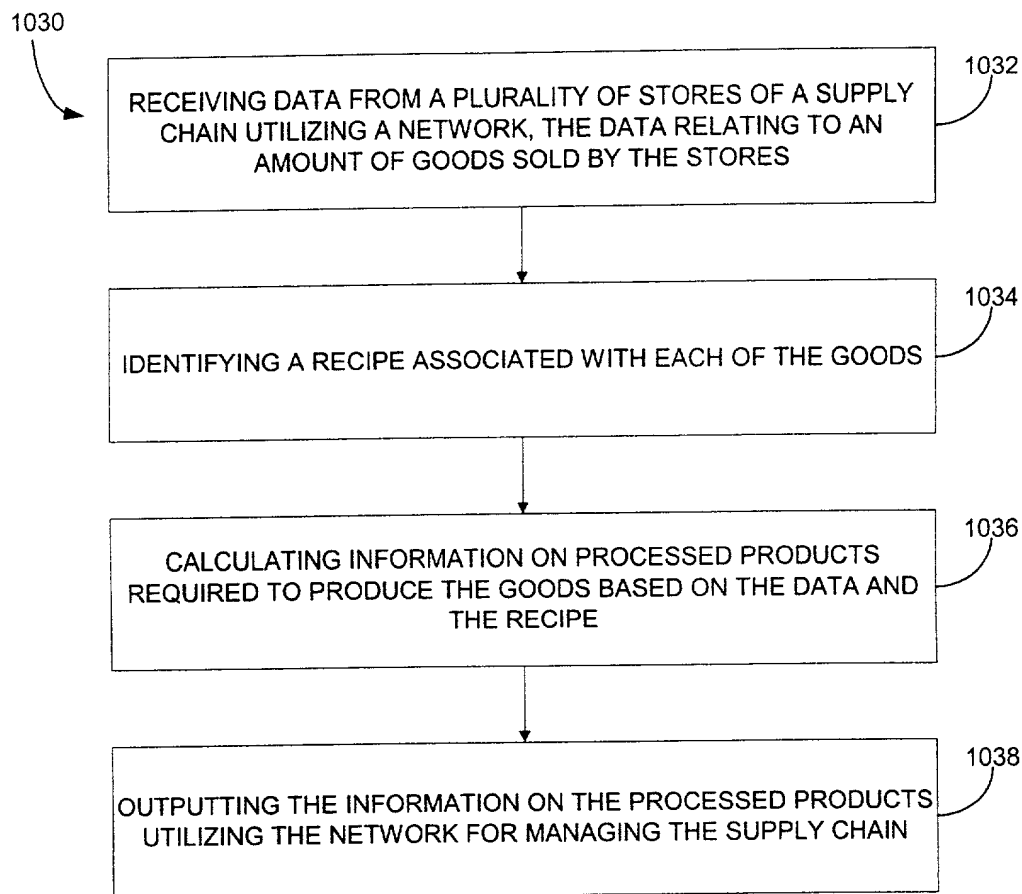 1030
1032
RECEIVING DATA FROM A PLURALITY OF STORES OF A SUPPLY
CHAIN UTILIZING A NETWORK, THE DATA RELATING TO AN
AMOUNT OF GOODS SOLD BY THE STORES
1034
IDENTIFYING A RECIPE ASSOCIATED WITH EACH OF THE GOODS
1036
CALCULATING INFORMATION ON PROCESSED PRODUCTS
REQUIRED TO PRODUCE THE GOODS BASED ON THE DATA AND
THE RECIPE
1038
OUTPUTTING THE INFORMATION ON THE PROCESSED PRODUCTS
UTILIZING THE NETWORK FOR MANAGING THE SUPPLY CHAIN